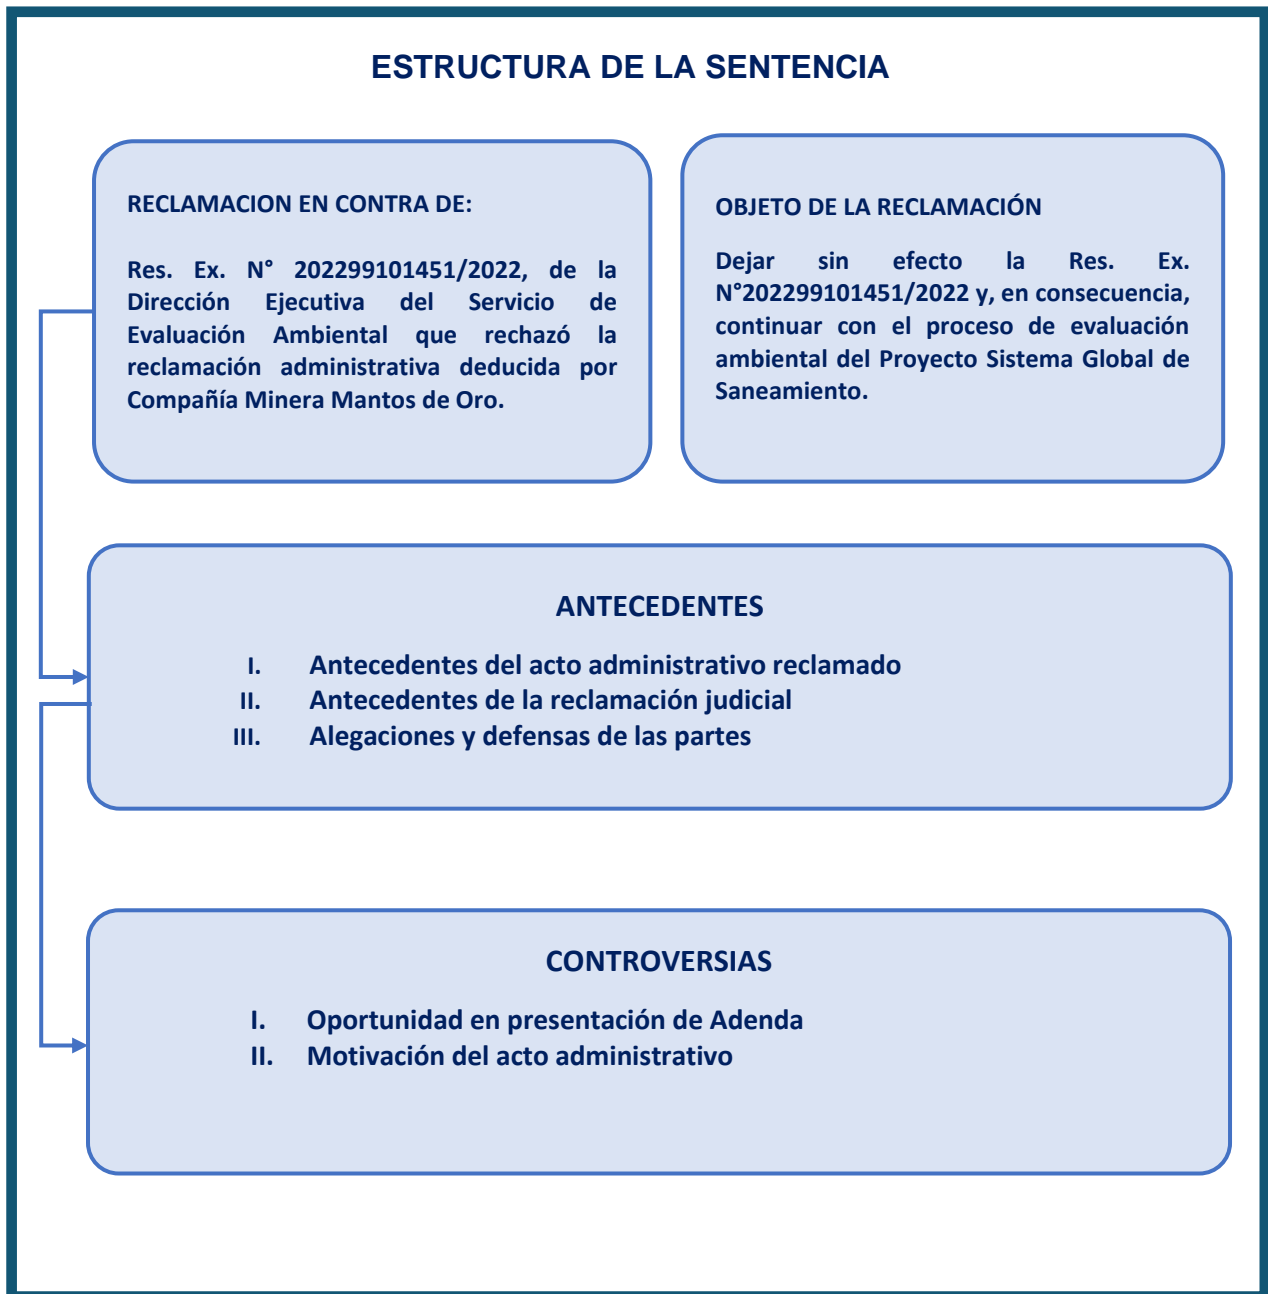 ESTRUCTURA DE LA SENTENCIA
RECLAMACION EN CONTRA DE:
Res. Ex. N° 202299101451/2022, de la
Dirección Ejecutiva del Servicio de
Evaluación Ambiental que rechazó la
reclamación administrativa deducida por
Compañía Minera Mantos de Oro.
OBJETO DE LA RECLAMACIÓN
Dejar sin efecto la Res. Ex.
N°202299101451/2022 y, en consecuencia,
continuar con el proceso de evaluación
ambiental del Proyecto Sistema Global de
Saneamiento.
ANTECEDENTES
I. Antecedentes del acto administrativo reclamado
II. Antecedentes de la reclamación judicial
III. Alegaciones y defensas de las partes
CONTROVERSIAS
I. Oportunidad en presentación de Adenda
II. Motivación del acto administrativo